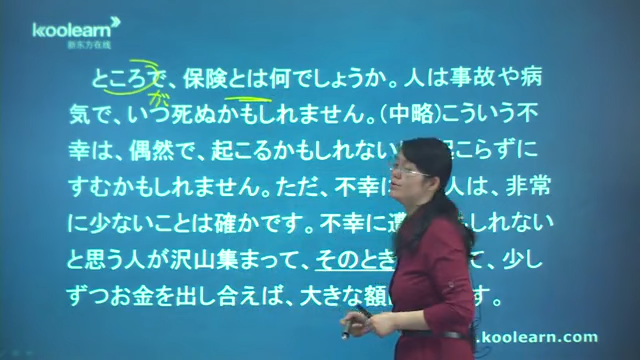 koolearn
新东方在线
ところで、保険とは何でしょうか。人は事故や病
が
気で、いつ死ぬかもしれません。(中略)こういう不
幸は、偶然で、起こるかもしれない こらずに
すむかもしれません。ただ、不幸に 人は、非常
に少ないことは確かです。不幸に遭 もしれない
と思う人が沢山集まって、そのとき て、少し
ずつお金を出し合えば、大きな額 す。
.koolearn.com